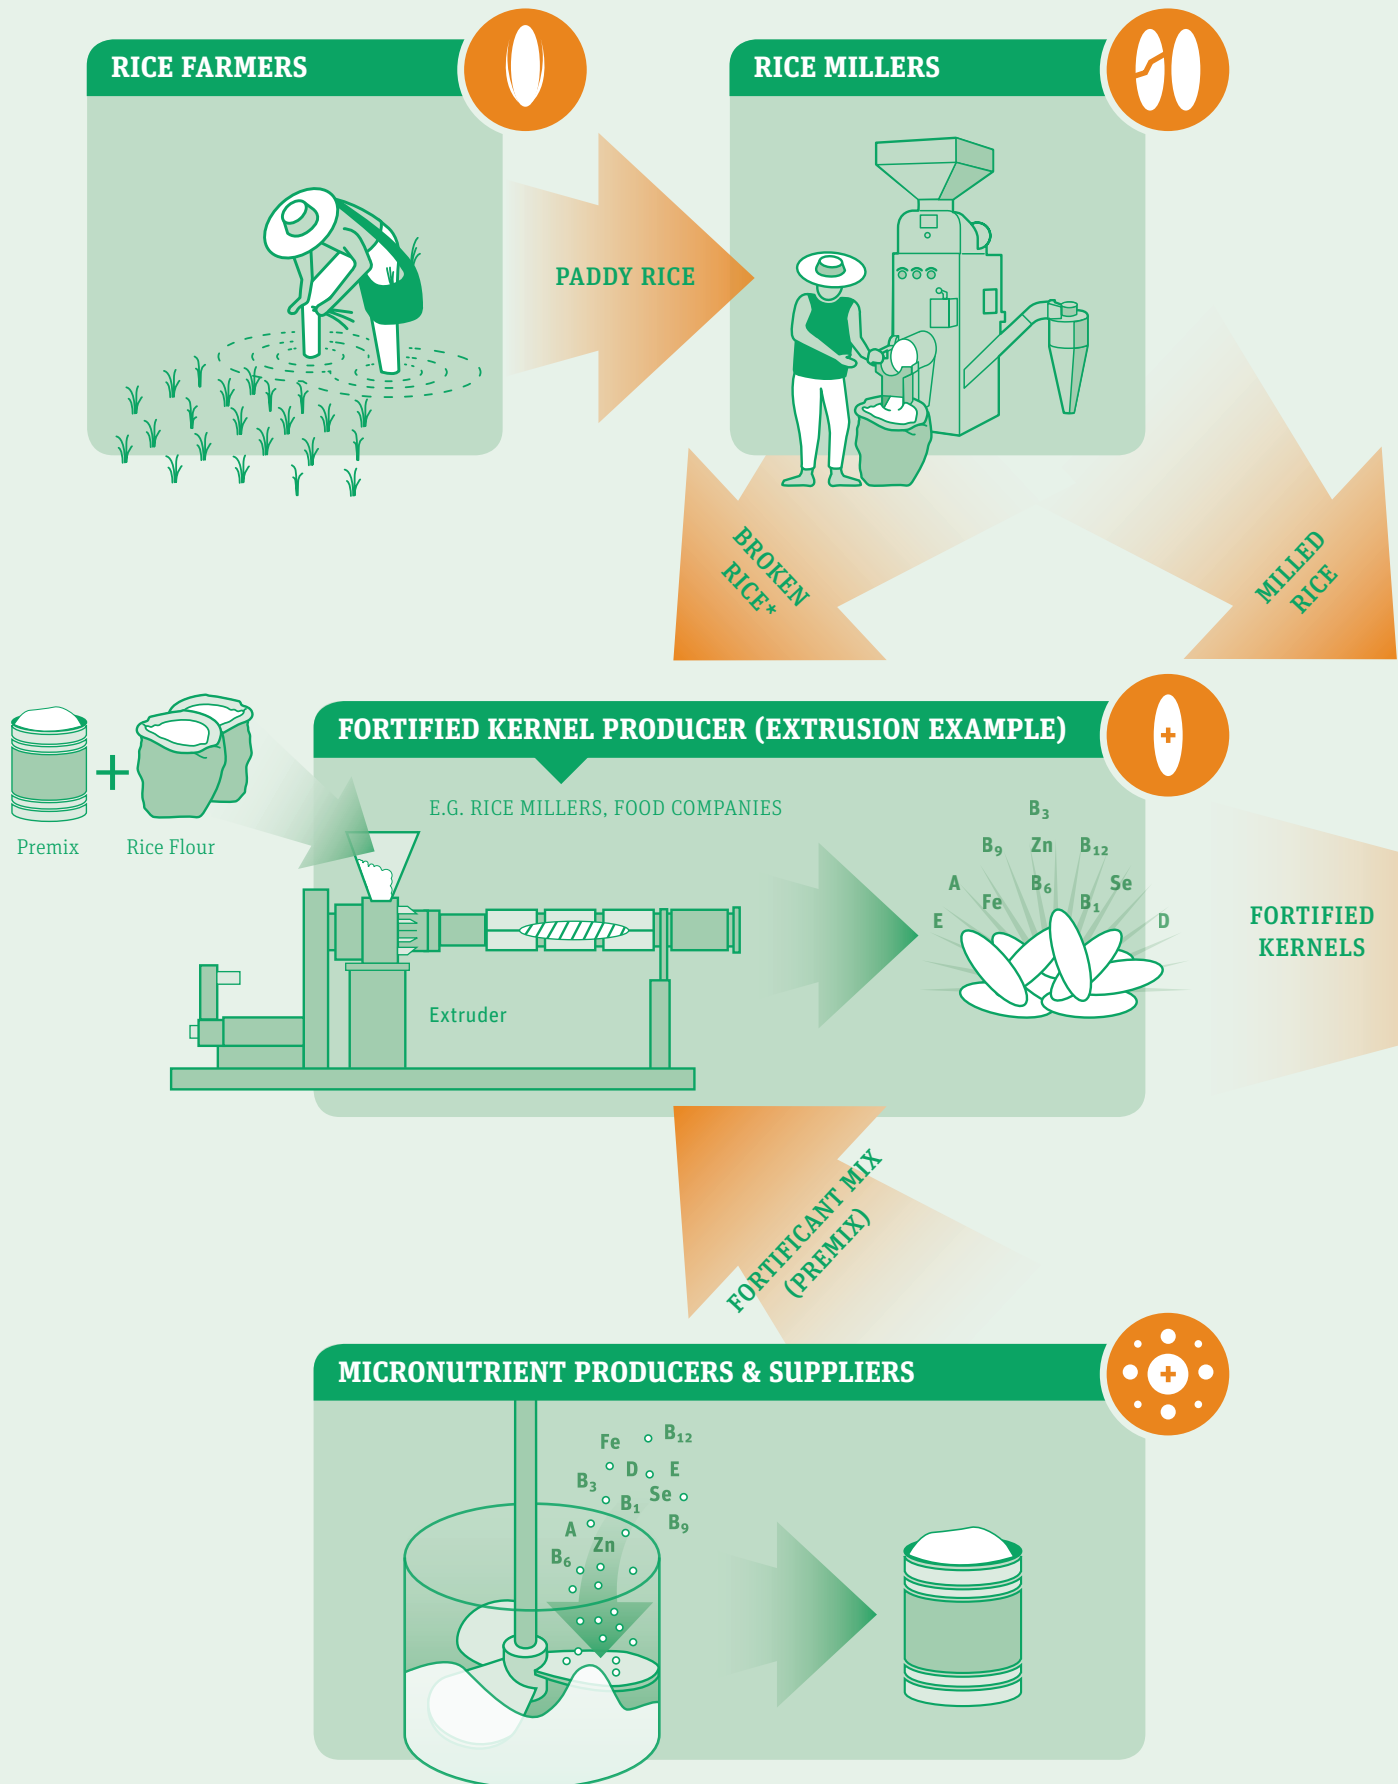 RICE FARMERS
RICE MILLERS
PADDY RICE
BROKEN
RICE*
MILLED
RICE
FORTIFIED KERNEL PRODUCER (EXTRUSION EXAMPLE)
E.G. RICE MILLERS, FOOD COMPANIES
+
Premix
Rice Flour
B₃
B₉ Zn B₁₂
A B₆ Se
Fe B₁
E D
Extruder
FORTIFIED
KERNELS
FORTIFICANT MIX
(PREMIX)
MICRONUTRIENT PRODUCERS & SUPPLIERS
Fe B₁₂
D E
B₃
B₁ Se
A B₉
Zn
B₆